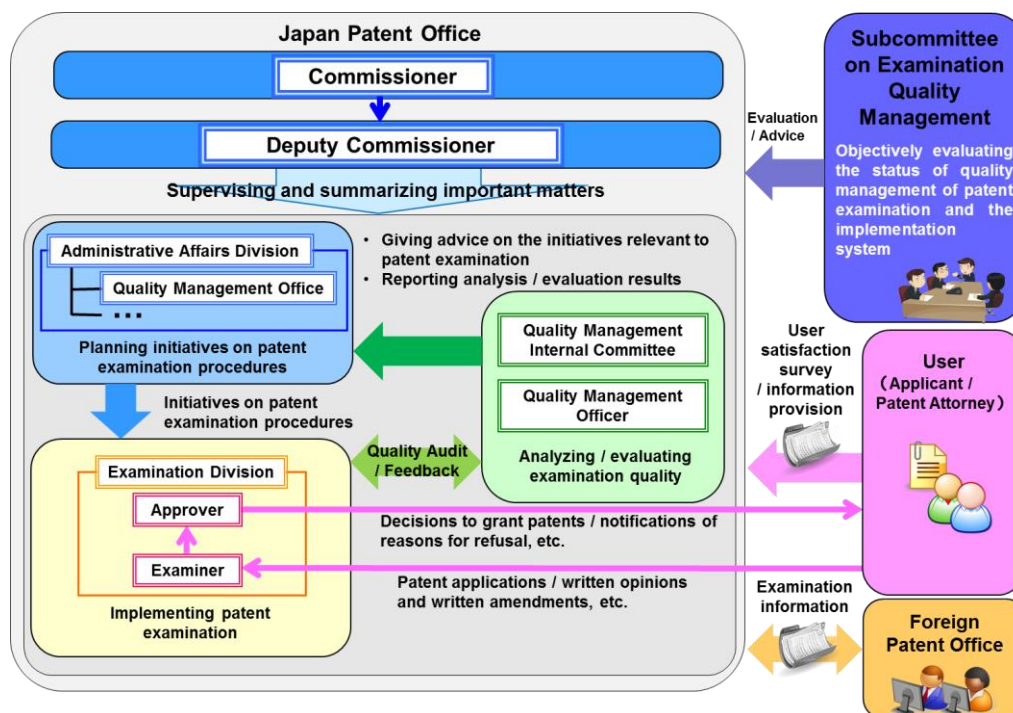 Japan Patent Office
Commissioner
Deputy Commissioner
Supervising and summarizing important matters
Administrative Affairs Division
Quality Management Office
...
Planning initiatives on patent
examination procedures
• Giving advice on the initiatives relevant to
patent examination
• Reporting analysis / evaluation results
Quality Management
Internal Committee
Quality Management
Officer
Analyzing / evaluating
examination quality
Initiatives on patent
examination procedures
Quality Audit
/ Feedback
Examination Division
Approver
Examiner
Implementing patent
examination
Decisions to grant patents / notifications of
reasons for refusal, etc.
Patent applications / written opinions
and written amendments, etc.
Evaluation
/ Advice
Subcommittee
on Examination
Quality
Management
Objectively evaluating
the status of quality
management of patent
examination and the
implementation
system
User
satisfaction
survey
/ information
provision
User
（Applicant /
Patent Attorney）
Examination
information
Foreign
Patent Office